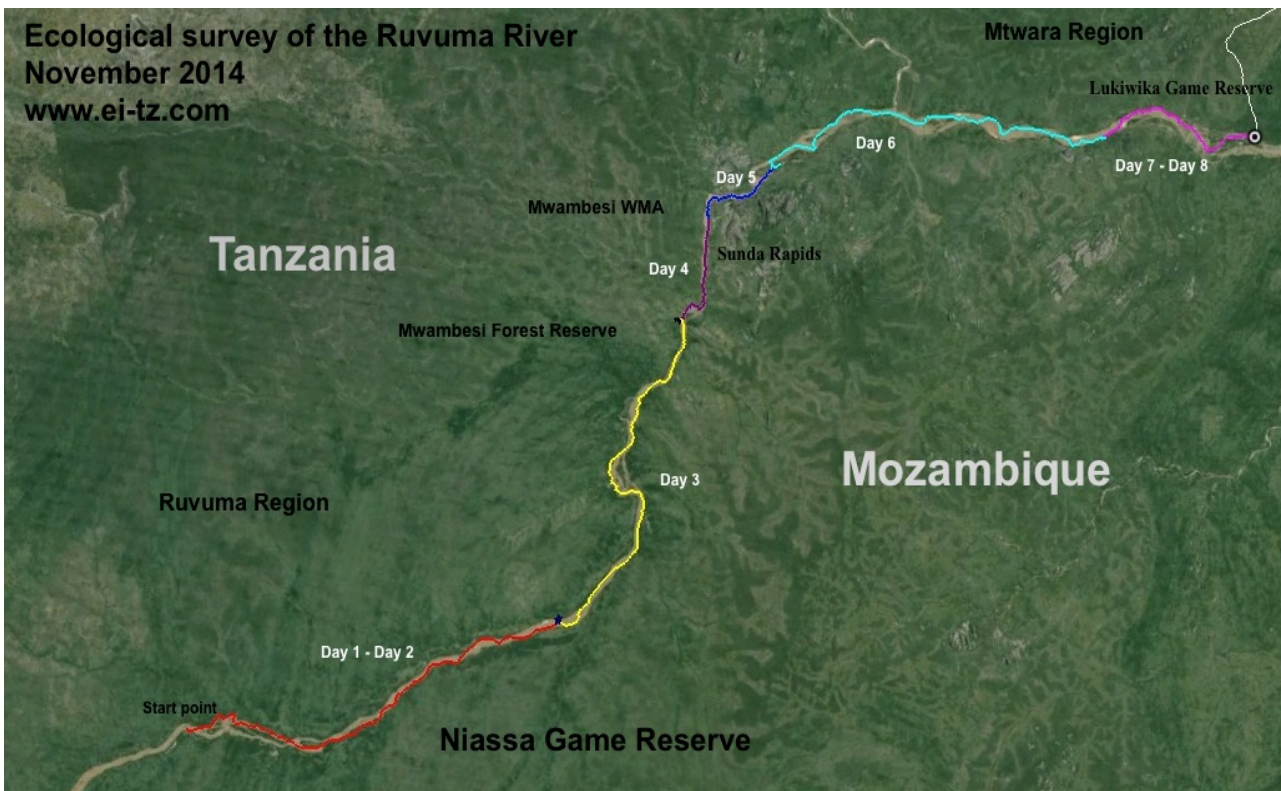 Ecological survey of the Ruvuma River
November 2014
www.ei-tz.com
Mtwara Region
Lukiwika Game Reserve
Day 6
Day 7 - Day 8
Day 5
Mwambesi WMA
Tanzania
Sunda Rapids
Day 4
Mwambesi Forest Reserve
Mozambique
Day 3
Ruvuma Region
Day 1 - Day 2
Start point
Niassa Game Reserve